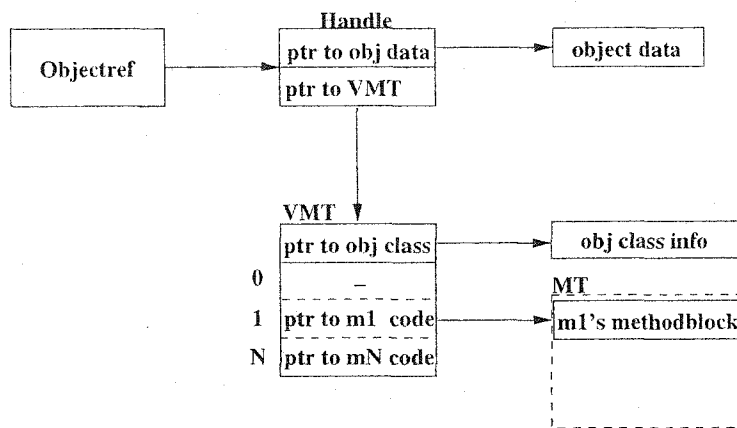 Handle
Objectref
ptr to obj data
object data
ptr to VMT
VMT
ptr to obj class
obj class info
0
–
MT
1
ptr to m1 code
m1's methodblock
N
ptr to mN code